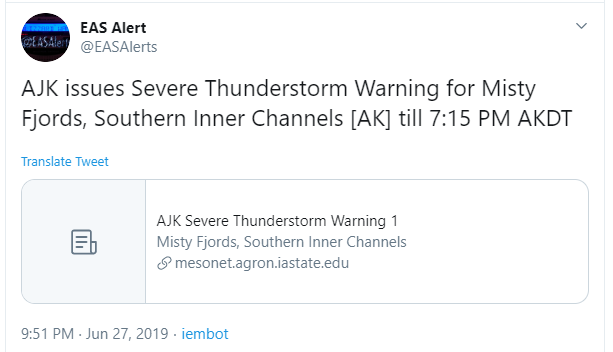 EAS Alert
@EASAlerts
AJK issues Severe Thunderstorm Warning for Misty
Fjords, Southern Inner Channels [AK] till 7:15 PM AKDT
Translate Tweet
AJK Severe Thunderstorm Warning 1
Misty Fjords, Southern Inner Channels
mesonet.agron.iastate.edu
9:51 PM · Jun 27, 2019 · iembot